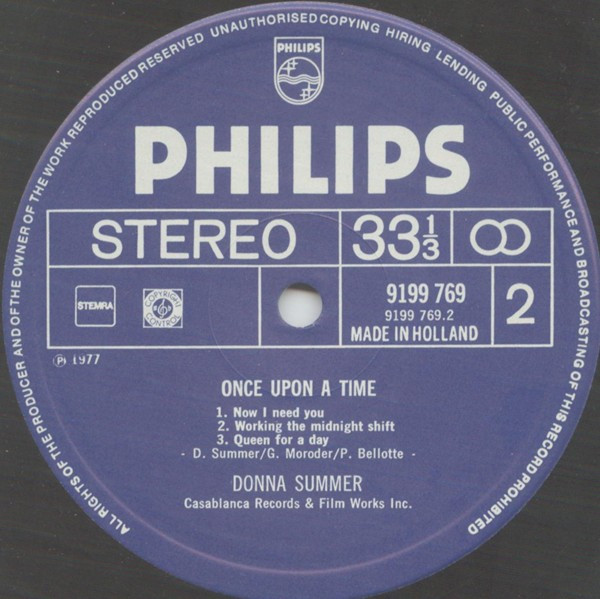 ALL RIGHTS OF THE PRODUCER AND OF THE OWNER OF THE WORK REPRODUCED RESERVED UNAUTHORISED COPYING HIRING LENDING PUBLIC PERFORMANCE AND BROADCASTING OF THIS RECORD PROHIBITED
PHILIPS
PHILIPS
STEREO 33 1/3
STEMRA
COPYRIGHT CONTROL
9199 769
9199 769.2
MADE IN HOLLAND
2
Ⓟ 1977
ONCE UPON A TIME
1. Now I need you
2. Working the midnight shift
3. Queen for a day
- D. Summer/G. Moroder/P. Bellotte -
DONNA SUMMER
Casablanca Records & Film Works Inc.